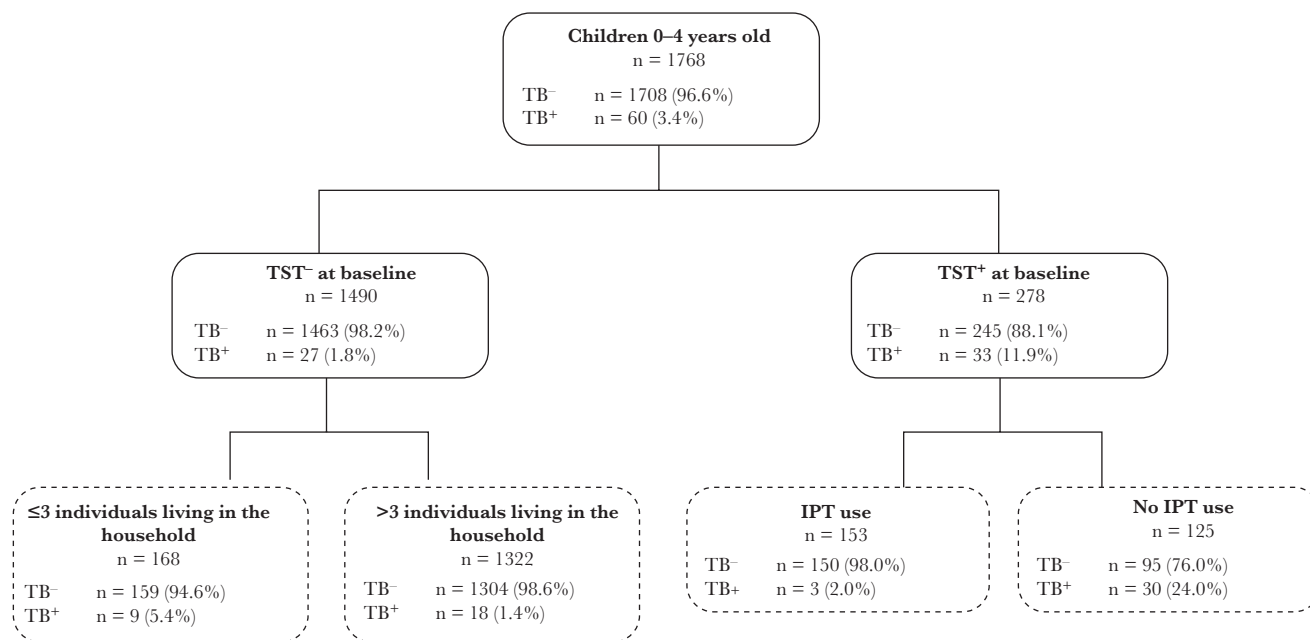 Children 0–4 years old
n = 1768
TB⁻ n = 1708 (96.6%)
TB⁺ n = 60 (3.4%)
TST⁻ at baseline
n = 1490
TB⁻ n = 1463 (98.2%)
TB⁺ n = 27 (1.8%)
TST⁺ at baseline
n = 278
TB⁻ n = 245 (88.1%)
TB⁺ n = 33 (11.9%)
≤3 individuals living in the
household
n = 168
TB⁻ n = 159 (94.6%)
TB⁺ n = 9 (5.4%)
>3 individuals living in the
household
n = 1322
TB⁻ n = 1304 (98.6%)
TB⁺ n = 18 (1.4%)
IPT use
n = 153
TB⁻ n = 150 (98.0%)
TB+ n = 3 (2.0%)
No IPT use
n = 125
TB⁻ n = 95 (76.0%)
TB⁺ n = 30 (24.0%)